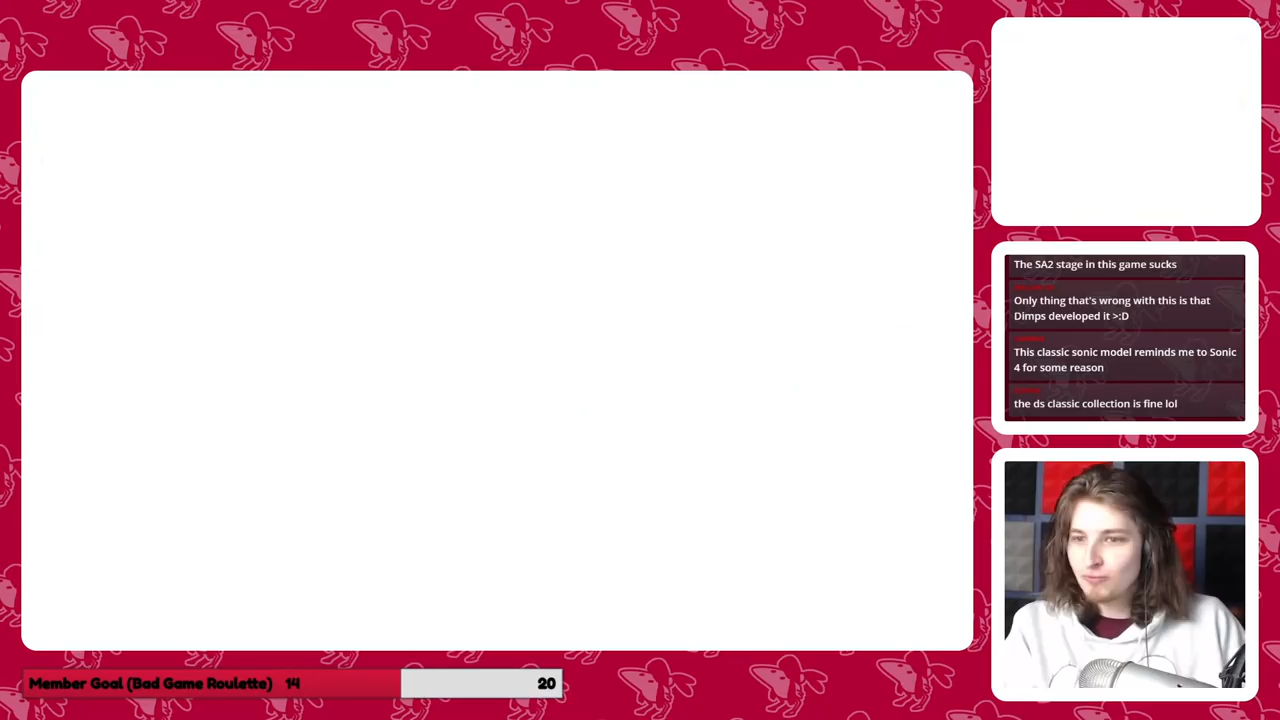 The SA2 stage in this game sucks
Only thing that's wrong with this is that
Dimps developed it >:D
This classic sonic model reminds me to Sonic
4 for some reason
the ds classic collection is fine lol
Member Goal (Bad Game Roulette) 14 20